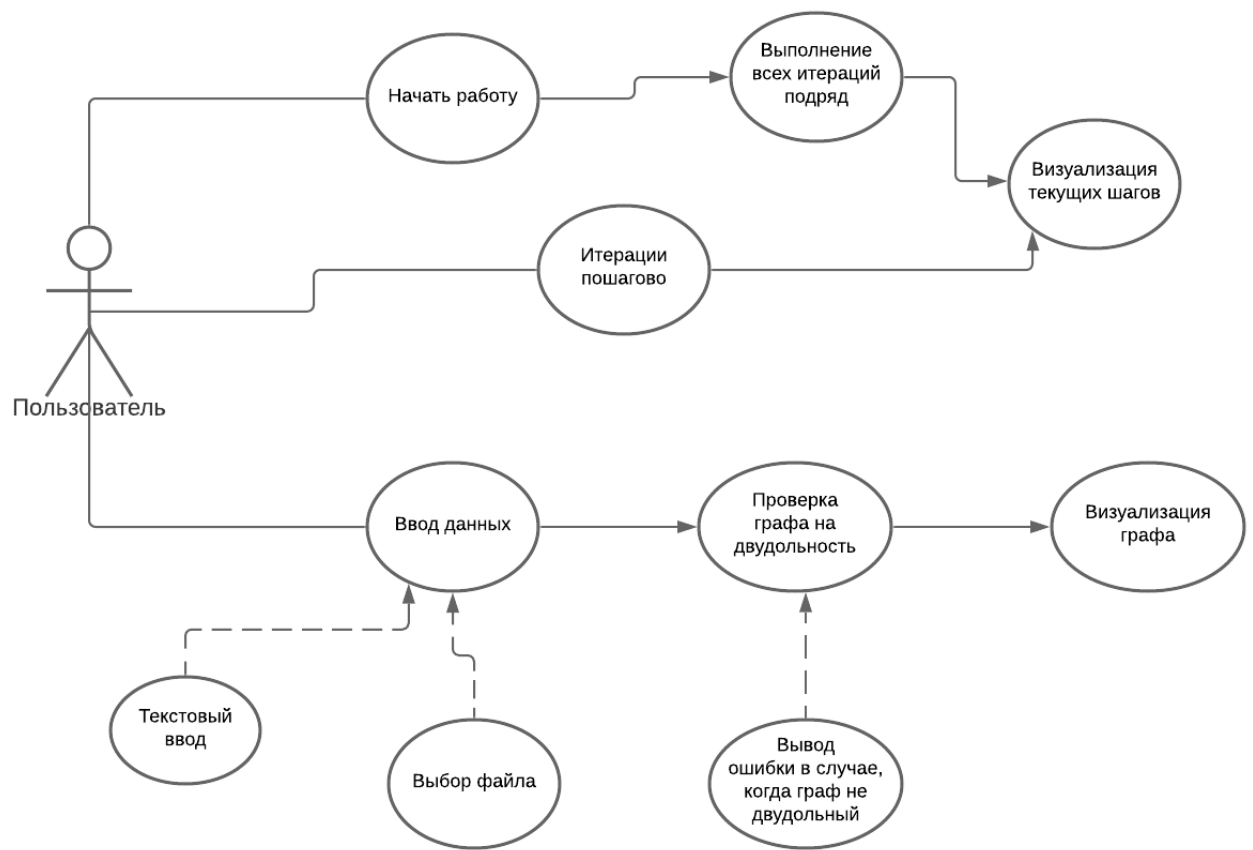 Выполнение
всех итераций
подряд
Начать работу
Визуализация
текущих шагов
Итерации
пошагово
Пользователь
Ввод данных
Проверка
графа на
двудольность
Визуализация
графа
Текстовый
ввод
Выбор файла
Вывод
ошибки в случае,
когда граф не
двудольный